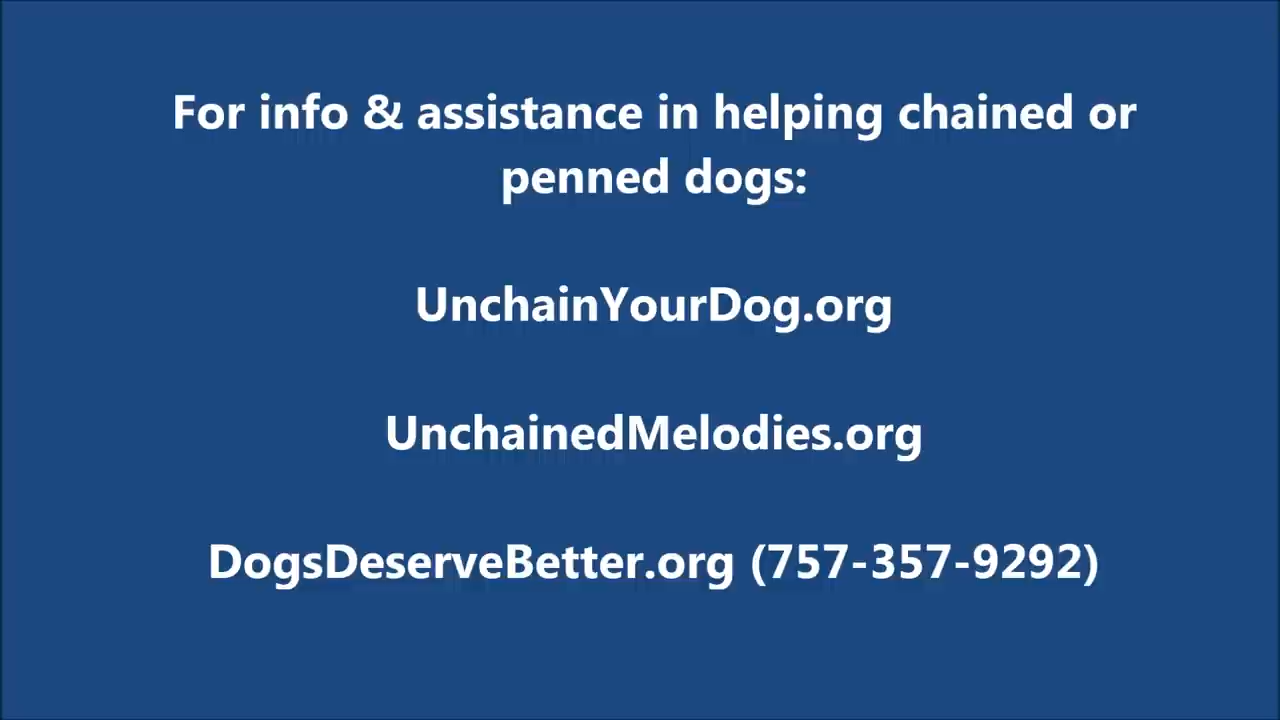 For info & assistance in helping chained or
penned dogs:
UnchainYourDog.org
UnchainedMelodies.org
DogsDeserveBetter.org (757-357-9292)